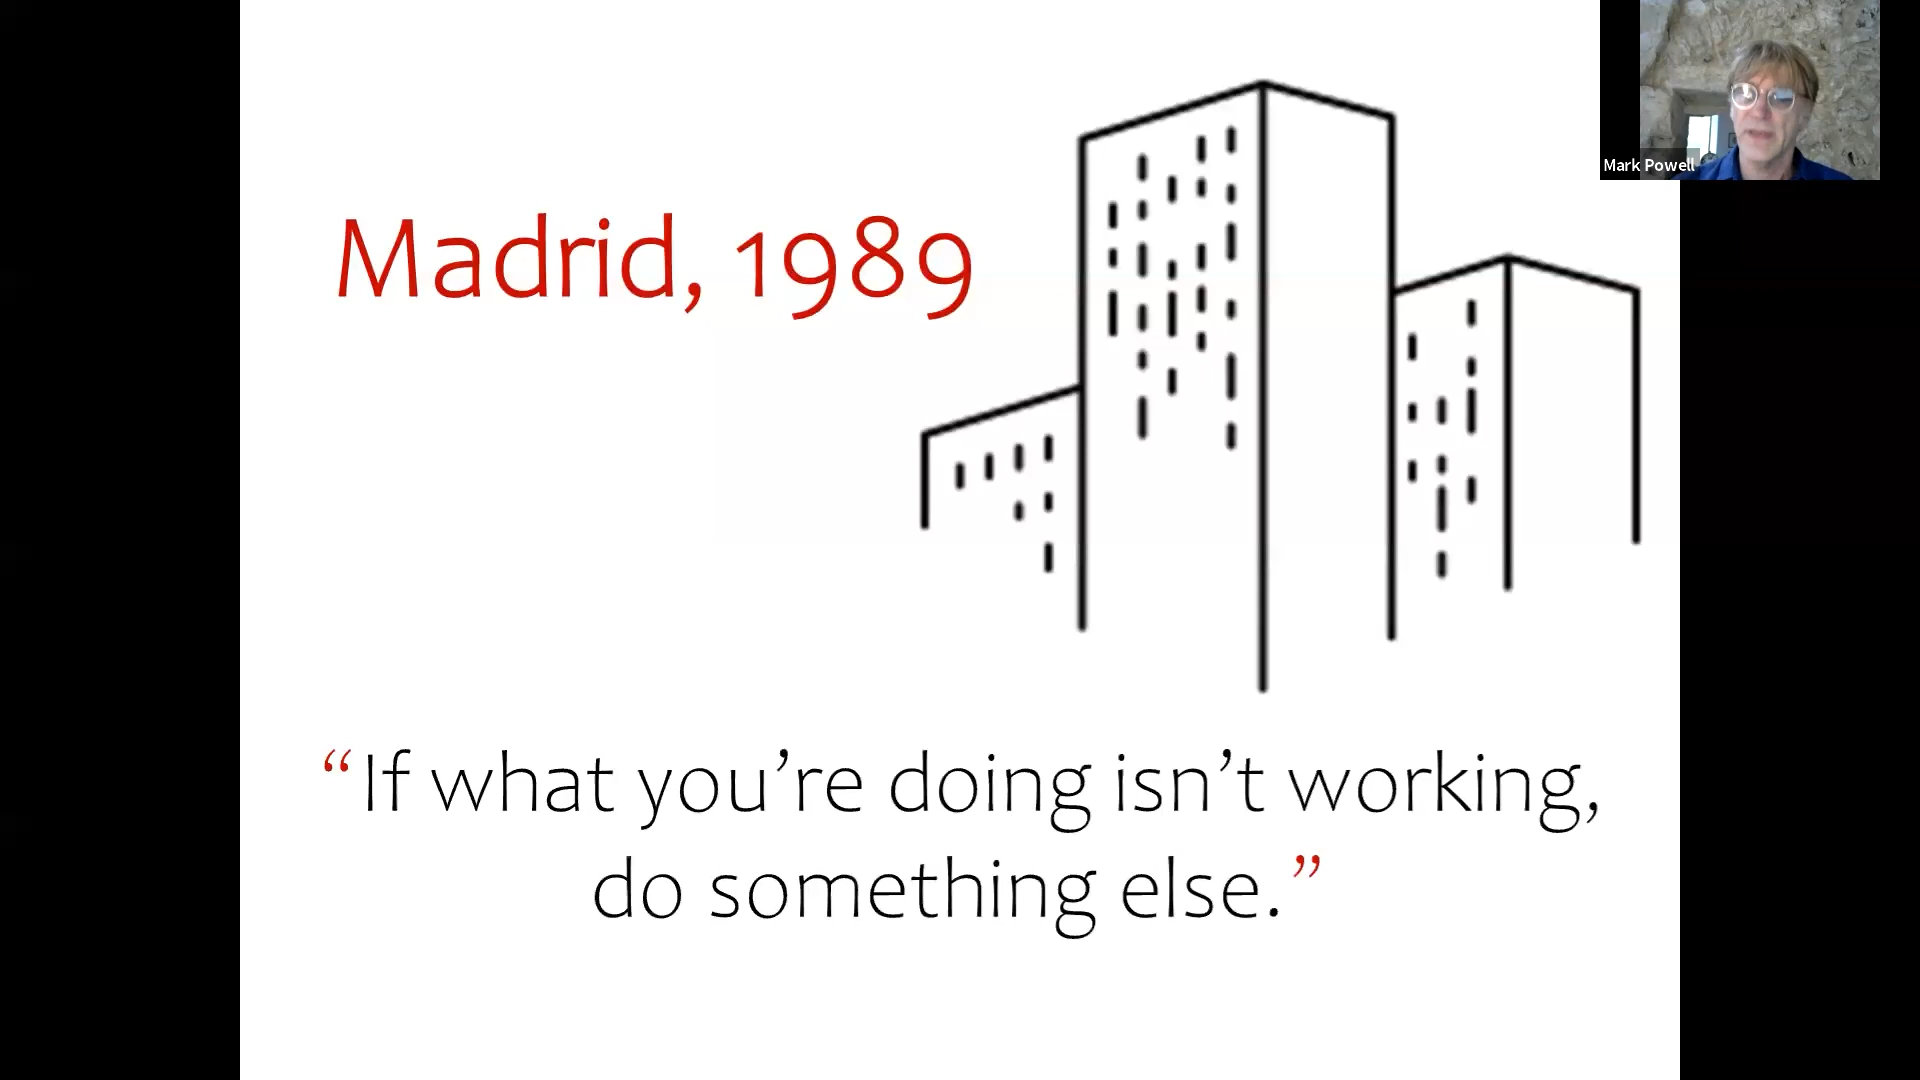 Mark Powell
Madrid, 1989
“If what you’re doing isn’t working,
do something else.”